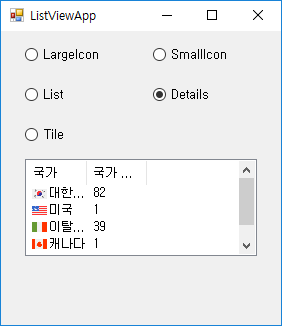 ListViewApp
LargeIcon SmallIcon
List Details
Tile
국가 국가 ...
대한... 82
미국 1
이탈... 39
캐나다 1